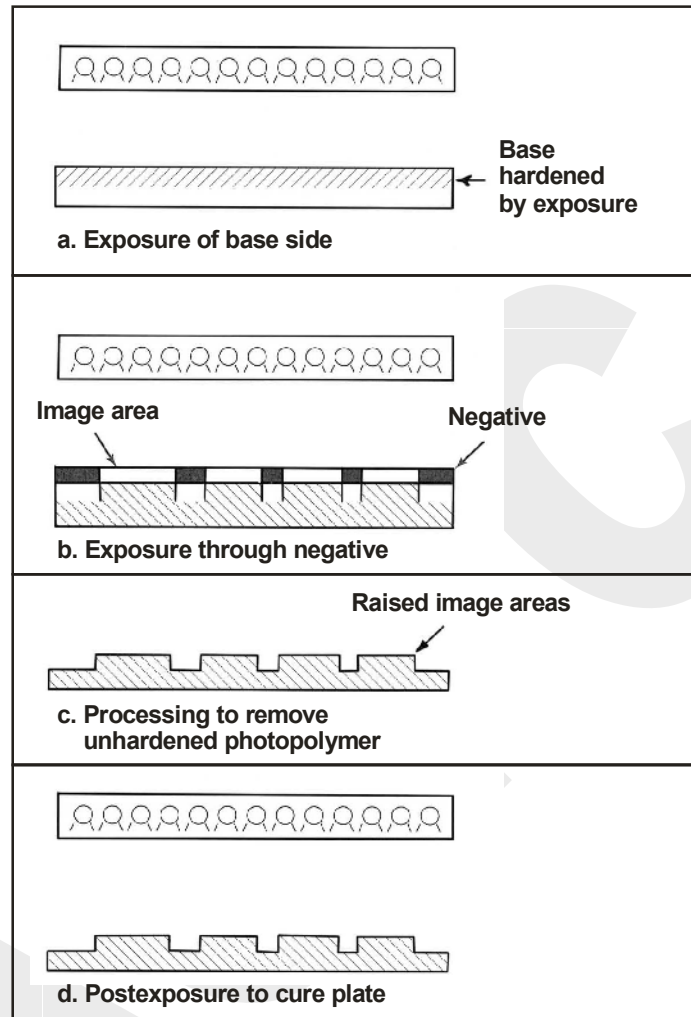 Base
hardened
by exposure
a. Exposure of base side
Image area
Negative
b. Exposure through negative
Raised image areas
c. Processing to remove
unhardened photopolymer
d. Postexposure to cure plate